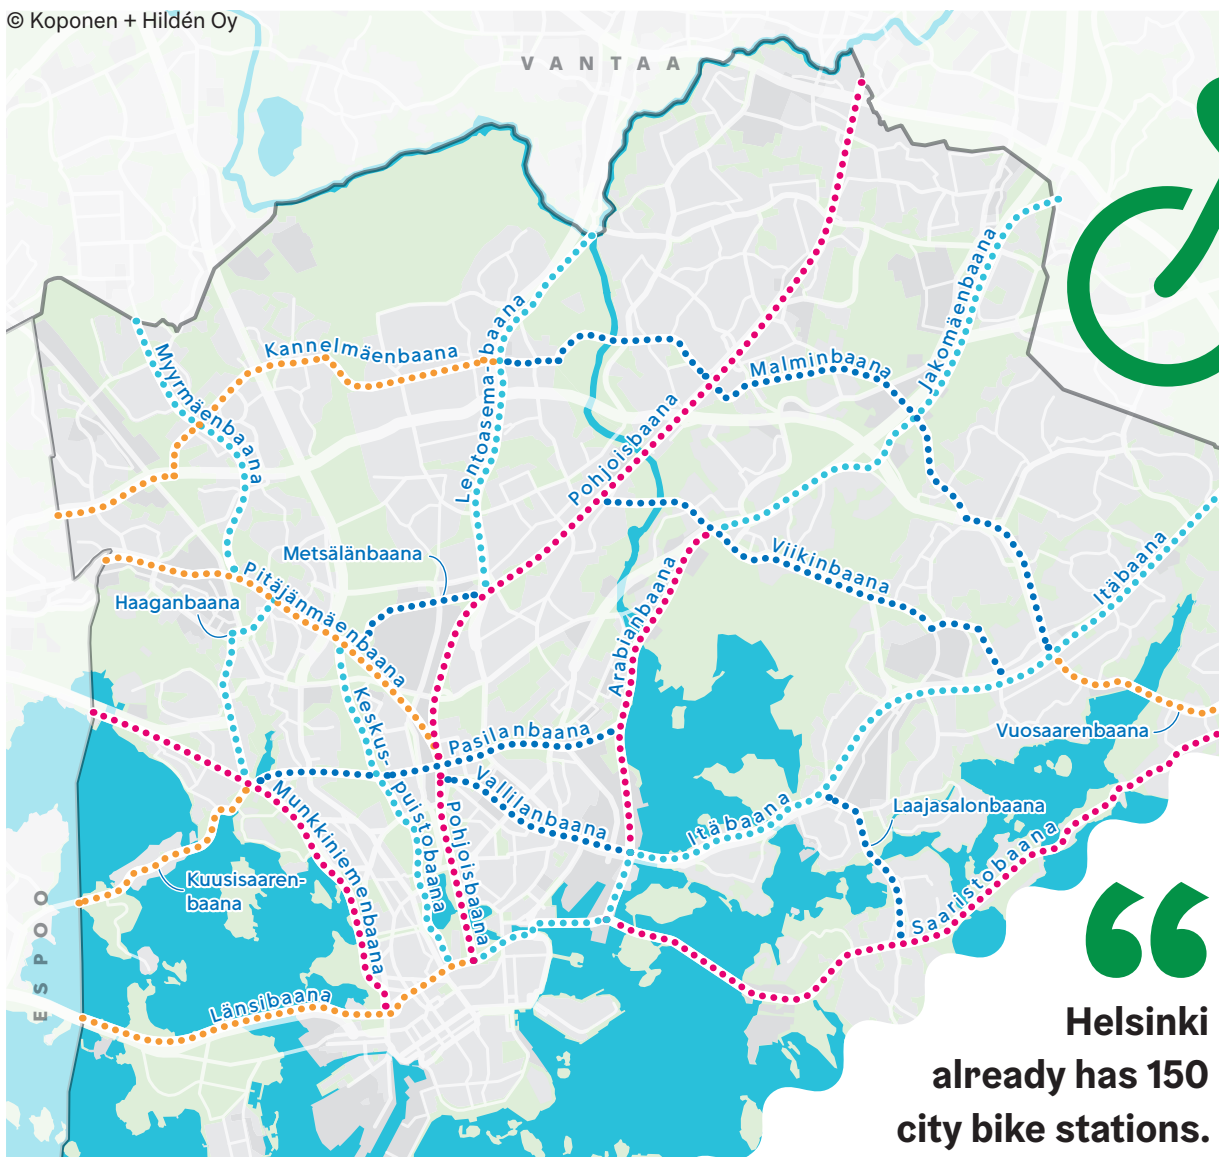 © Koponen + Hildén Oy
VANTAA
Jakomäenbaana
Lentoasema-baana
Myyrmäenbaana
Kannelmäenbaana
Malminbaana
Pohjoisbaana
Metsälänbaana
Viikinbaana
Itäbaana
Pitäjänmäenbaana
Haaganbaana
Arabianbaana
Keskus-
puistobaana
Pasilanbaana
Vuosaarenbaana
Vallilanbaana
Munkkiniemenbaana
Pohjoisbaana
Itäbaana
Laajasalonbaana
Saaristobaana
Kuusisaaren-
baana
ESPOO
Länsibaana
“
Helsinki
already has 150
city bike stations.